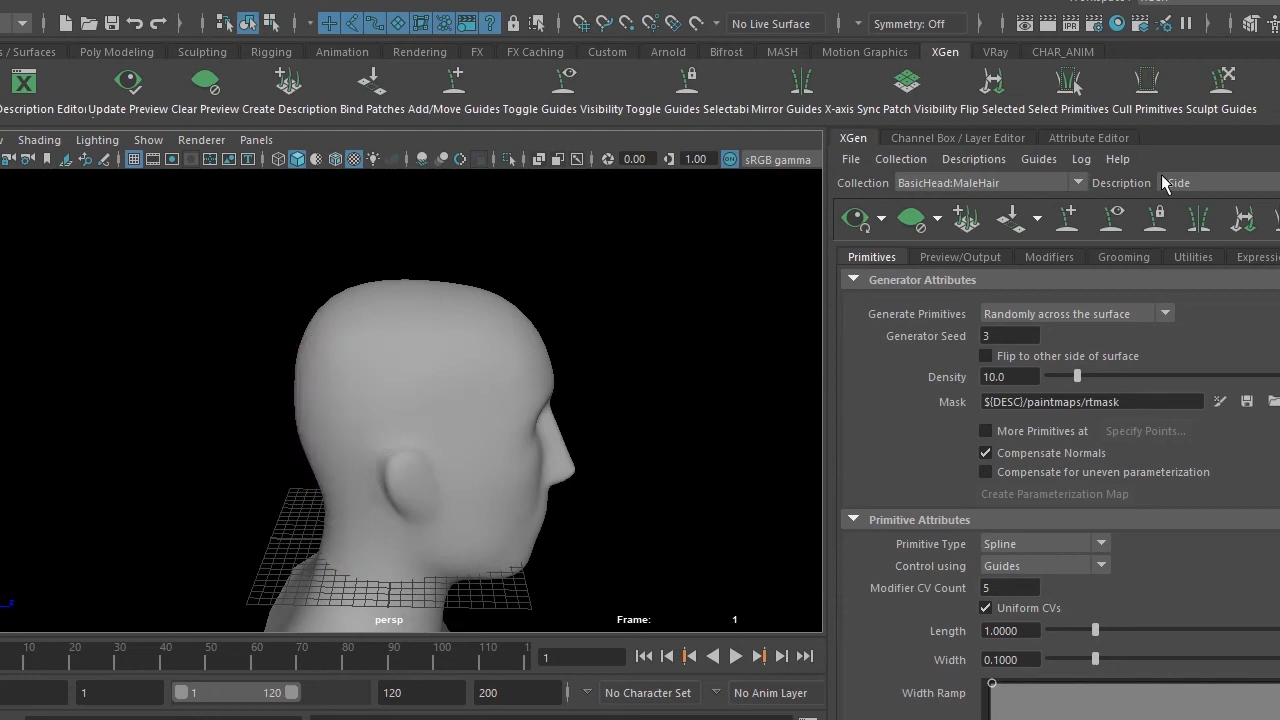 No Live Surface Symmetry: Off
s / Surfaces Poly Modeling Sculpting Rigging Animation Rendering FX FX Caching Custom Arnold Bifrost MASH Motion Graphics XGen VRay CHAR_ANIM
Description Editor Update Preview Clear Preview Create Description Bind Patches Add/Move Guides Toggle Guides Visibility Toggle Guides Selectabi Mirror Guides X-axis Sync Patch Visibility Flip Selected Select Primitives Cull Primitives Sculpt Guides
Shading Lighting Show Renderer Panels
XGen Channel Box / Layer Editor Attribute Editor
0.00 1.00 ON sRGB gamma
File Collection Descriptions Guides Log Help
Collection BasicHead:MaleHair Description
Primitives Preview/Output Modifiers Grooming Utilities Expressi
Generator Attributes
Generate Primitives Randomly across the surface
Generator Seed 3
Flip to other side of surface
Density 10.0
Mask ${DESC}/paintmaps/rtmask
More Primitives at Specify Points...
Compensate Normals
Compensate for uneven parameterization
Create Parameterization Map
Primitive Attributes
Primitive Type Spline
Control using Guides
Modifier CV Count 5
Uniform CVs
Length 1.0000
Width 0.1000
Width Ramp
persp Frame: 1
10 20 30 40 50 60 70 80 90 100 110 1
1
1 1 120 120 200 No Character Set No Anim Layer